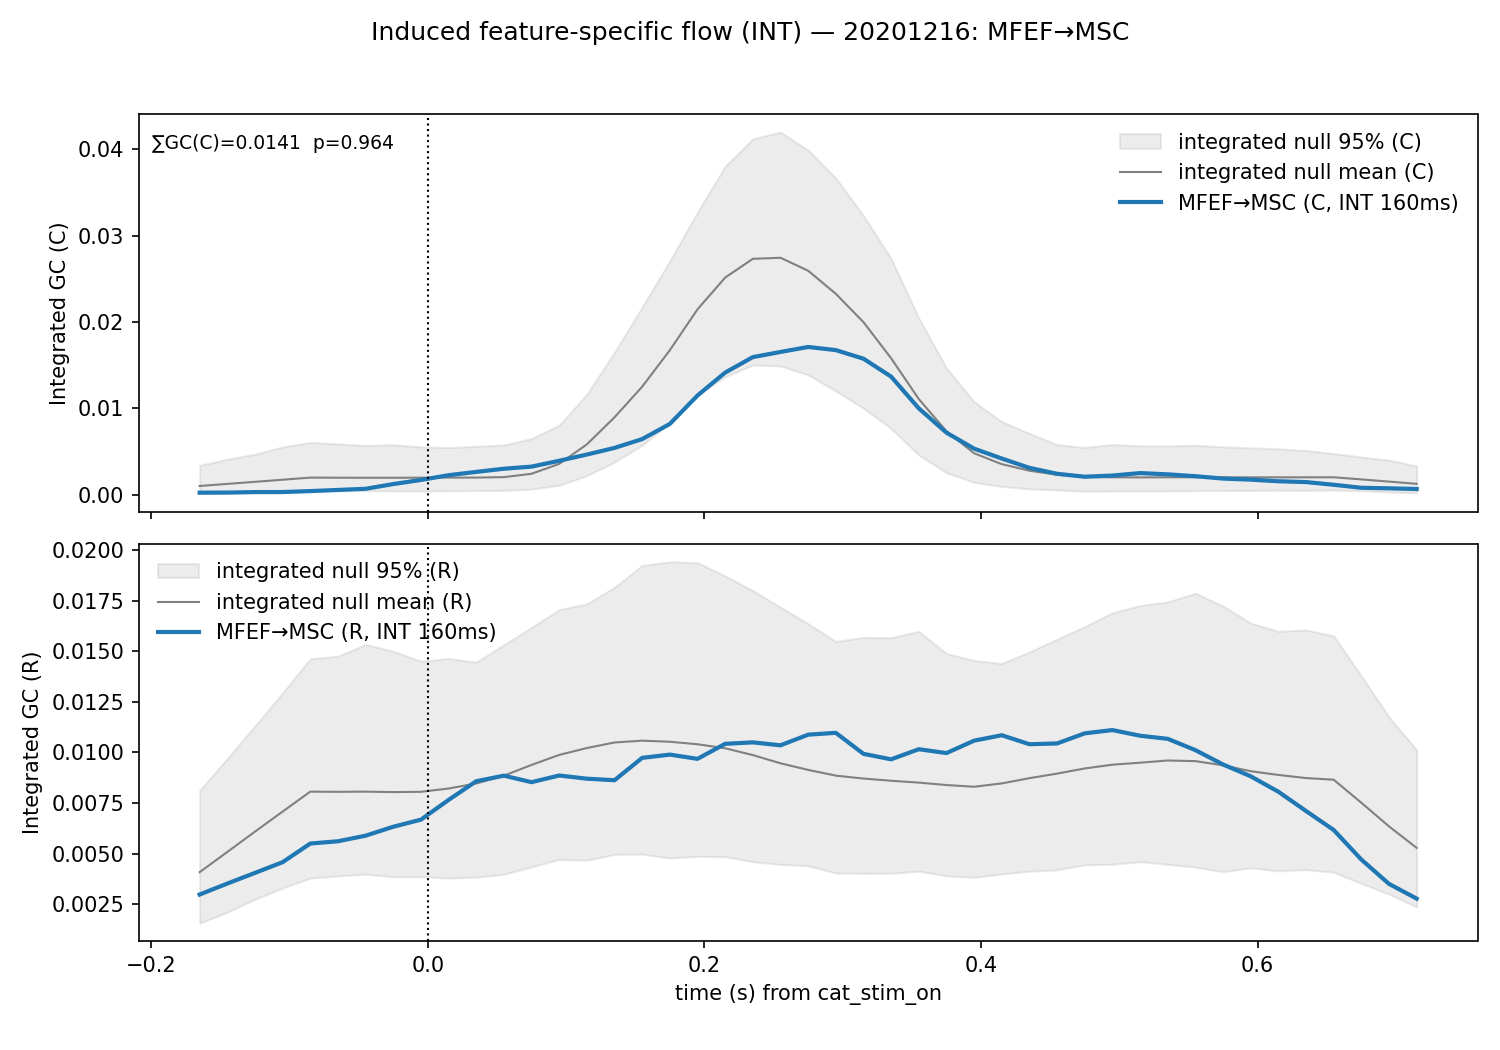 Induced feature-specific flow (INT) — 20201216: MFEF→MSC
∑GC(C)=0.0141  p=0.964
integrated null 95% (C)
integrated null mean (C)
MFEF→MSC (C, INT 160ms)
Integrated GC (C)
0.04
0.03
0.02
0.01
0.00
integrated null 95% (R)
integrated null mean (R)
MFEF→MSC (R, INT 160ms)
Integrated GC (R)
0.0200
0.0175
0.0150
0.0125
0.0100
0.0075
0.0050
0.0025
−0.2
0.0
0.2
0.4
0.6
time (s) from cat_stim_on